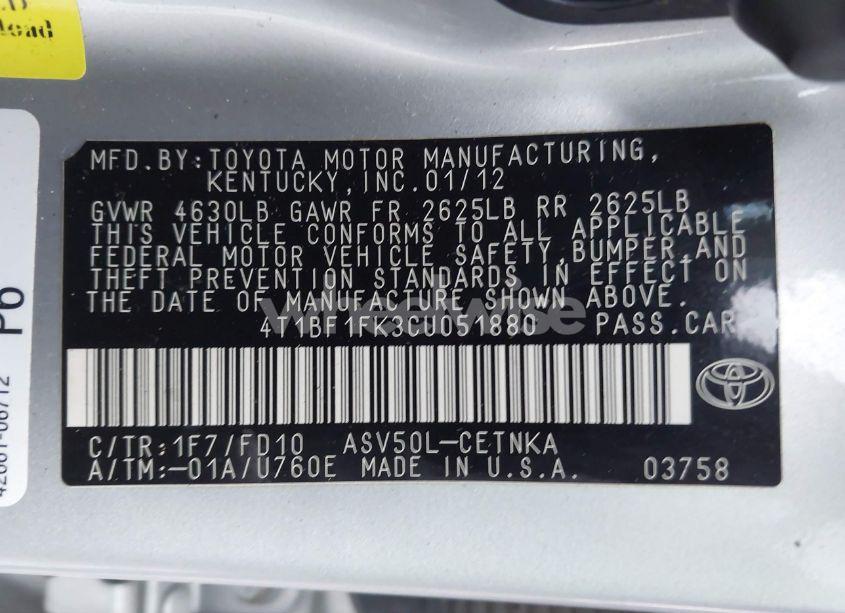 load
MFD.BY:TOYOTA MOTOR MANUFACTURING,
KENTUCKY,INC.01/12
GVWR 4630LB GAWR FR 2625LB RR 2625LB
THIS VEHICLE CONFORMS TO ALL APPLICABLE
FEDERAL MOTOR VEHICLE SAFETY,BUMPER,AND
THEFT PREVENTION STANDARDS IN EFFECT ON
THE DATE OF MANUFACTURE SHOWN ABOVE.
wheelwise
4T1BF1FK3CU051880 PASS.CAR
C/TR:1F7/FD10 ASV50L-CETNKA
A/TM:-01A/U760E MADE IN U.S.A. 03758